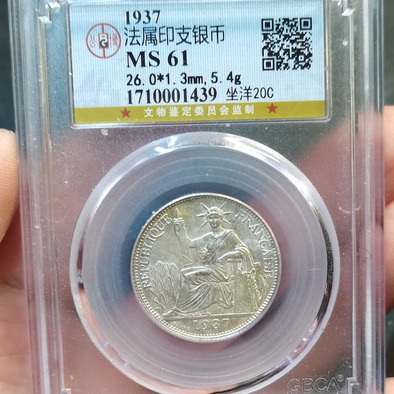 1937
法属印支银币
MS 61
26.0*1.3mm,5.4g
1710001439 坐洋20C
★ 文物鉴定委员会监制 ★
REPUBLIQUE FRANÇAISE
1937
GBCA